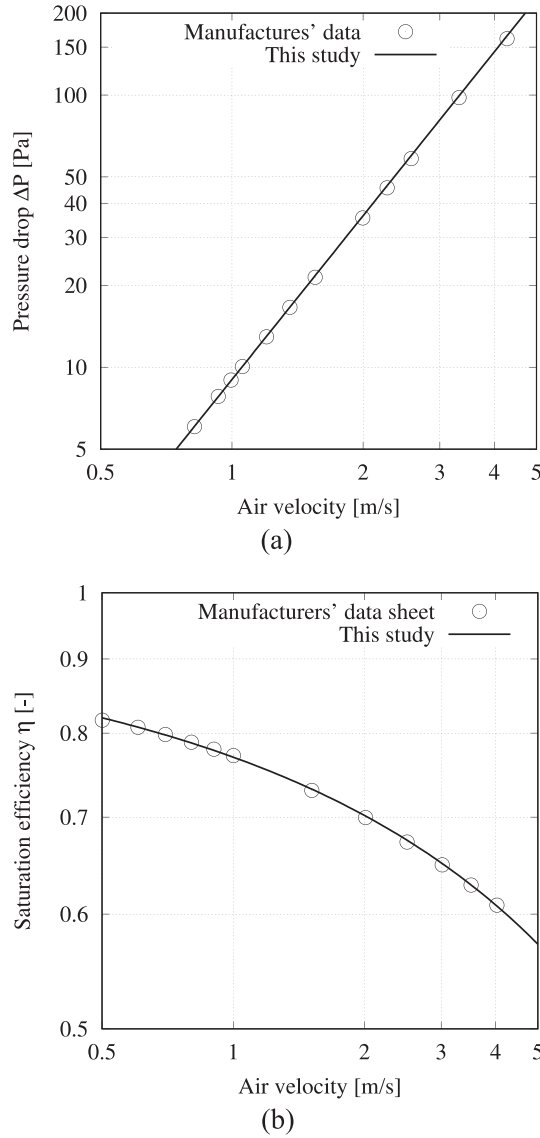 200
150
100
50
40
30
20
10
5
Pressure drop ΔP [Pa]
Manufactures' data
This study
0.5 1 2 3 4 5
Air velocity [m/s]
(a)
1
0.9
0.8
0.7
0.6
0.5
Saturation efficiency η [-]
Manufacturers' data sheet
This study
0.5 1 2 3 4 5
Air velocity [m/s]
(b)